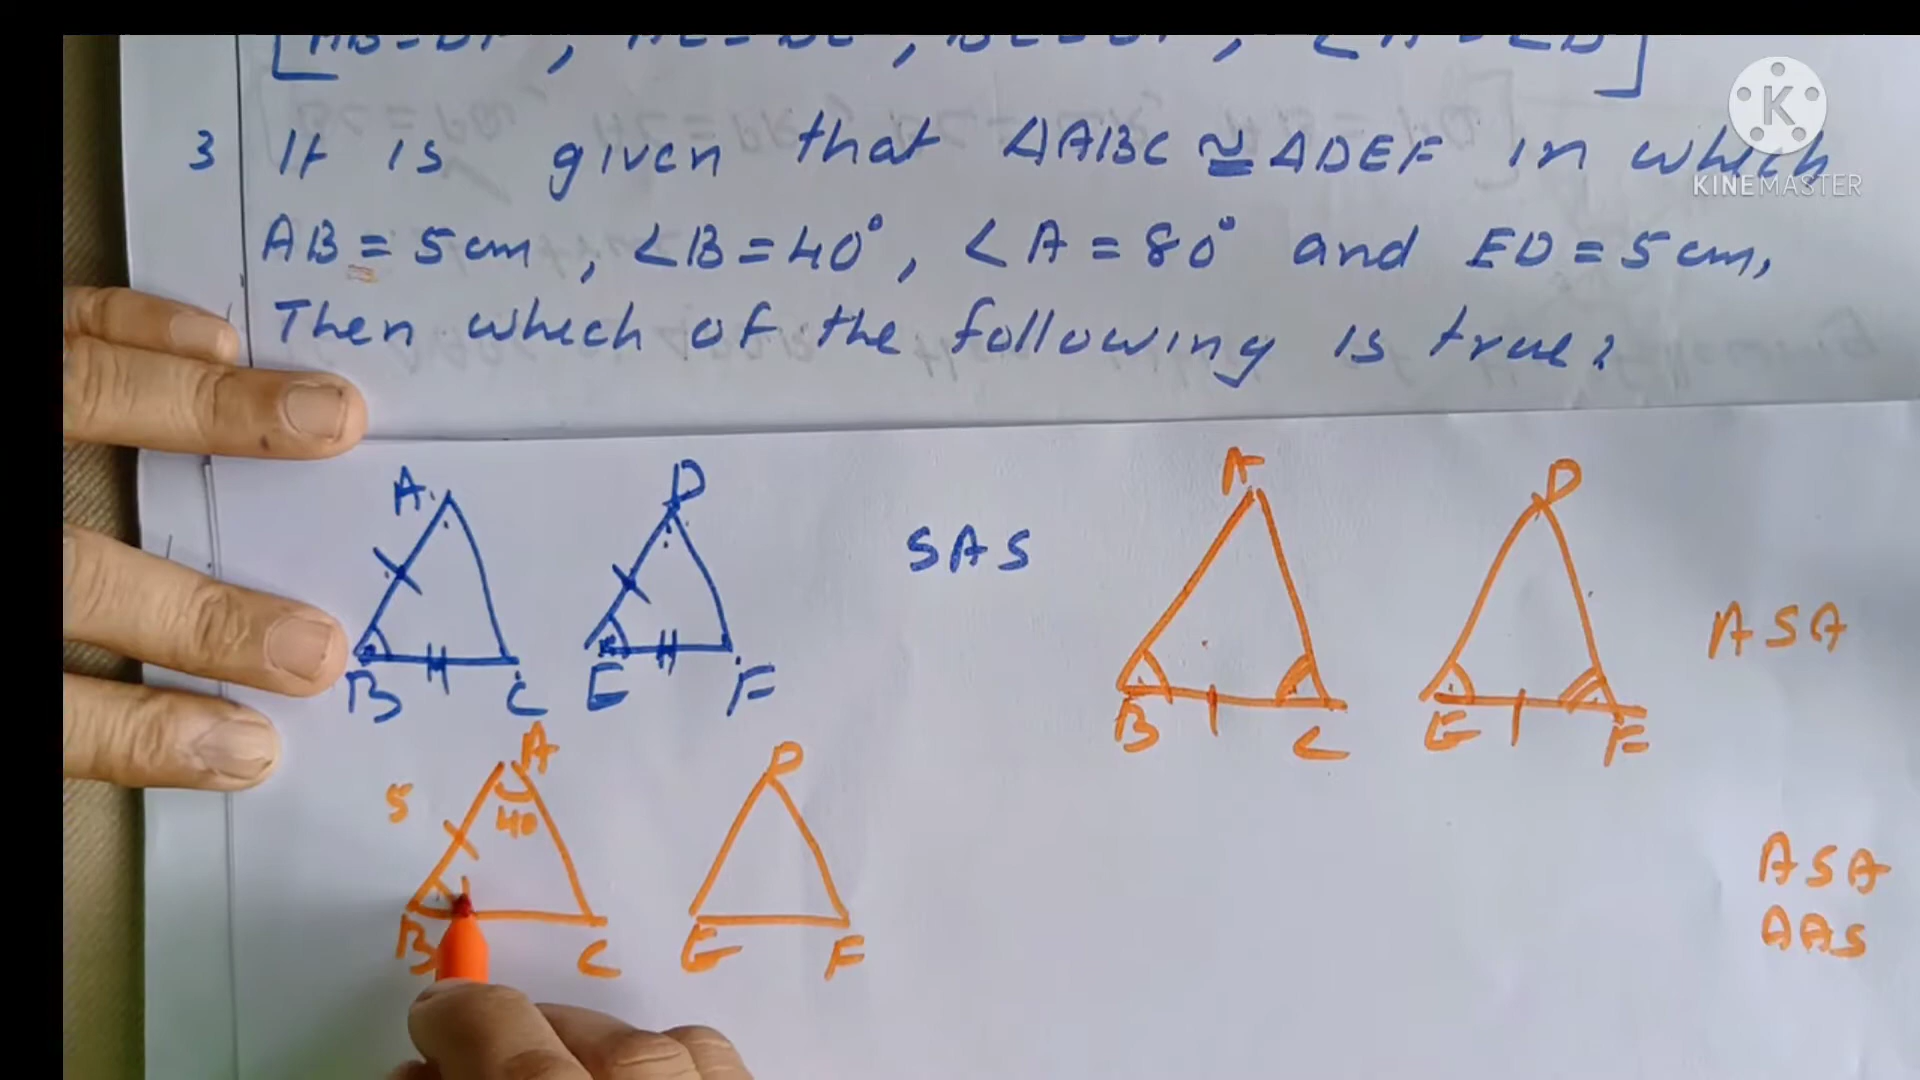 3 It is given that ΔABC ≅ ΔDEF in which
AB = 5cm, ∠B = 40°, ∠A = 80° and ED = 5cm,
Then which of the following is true?
A
D
SAS
B
C
E
F
A
D
ASA
B
C
E
F
A
D
5
40
B
C
E
F
ASA
AAS
K
KINEMASTER